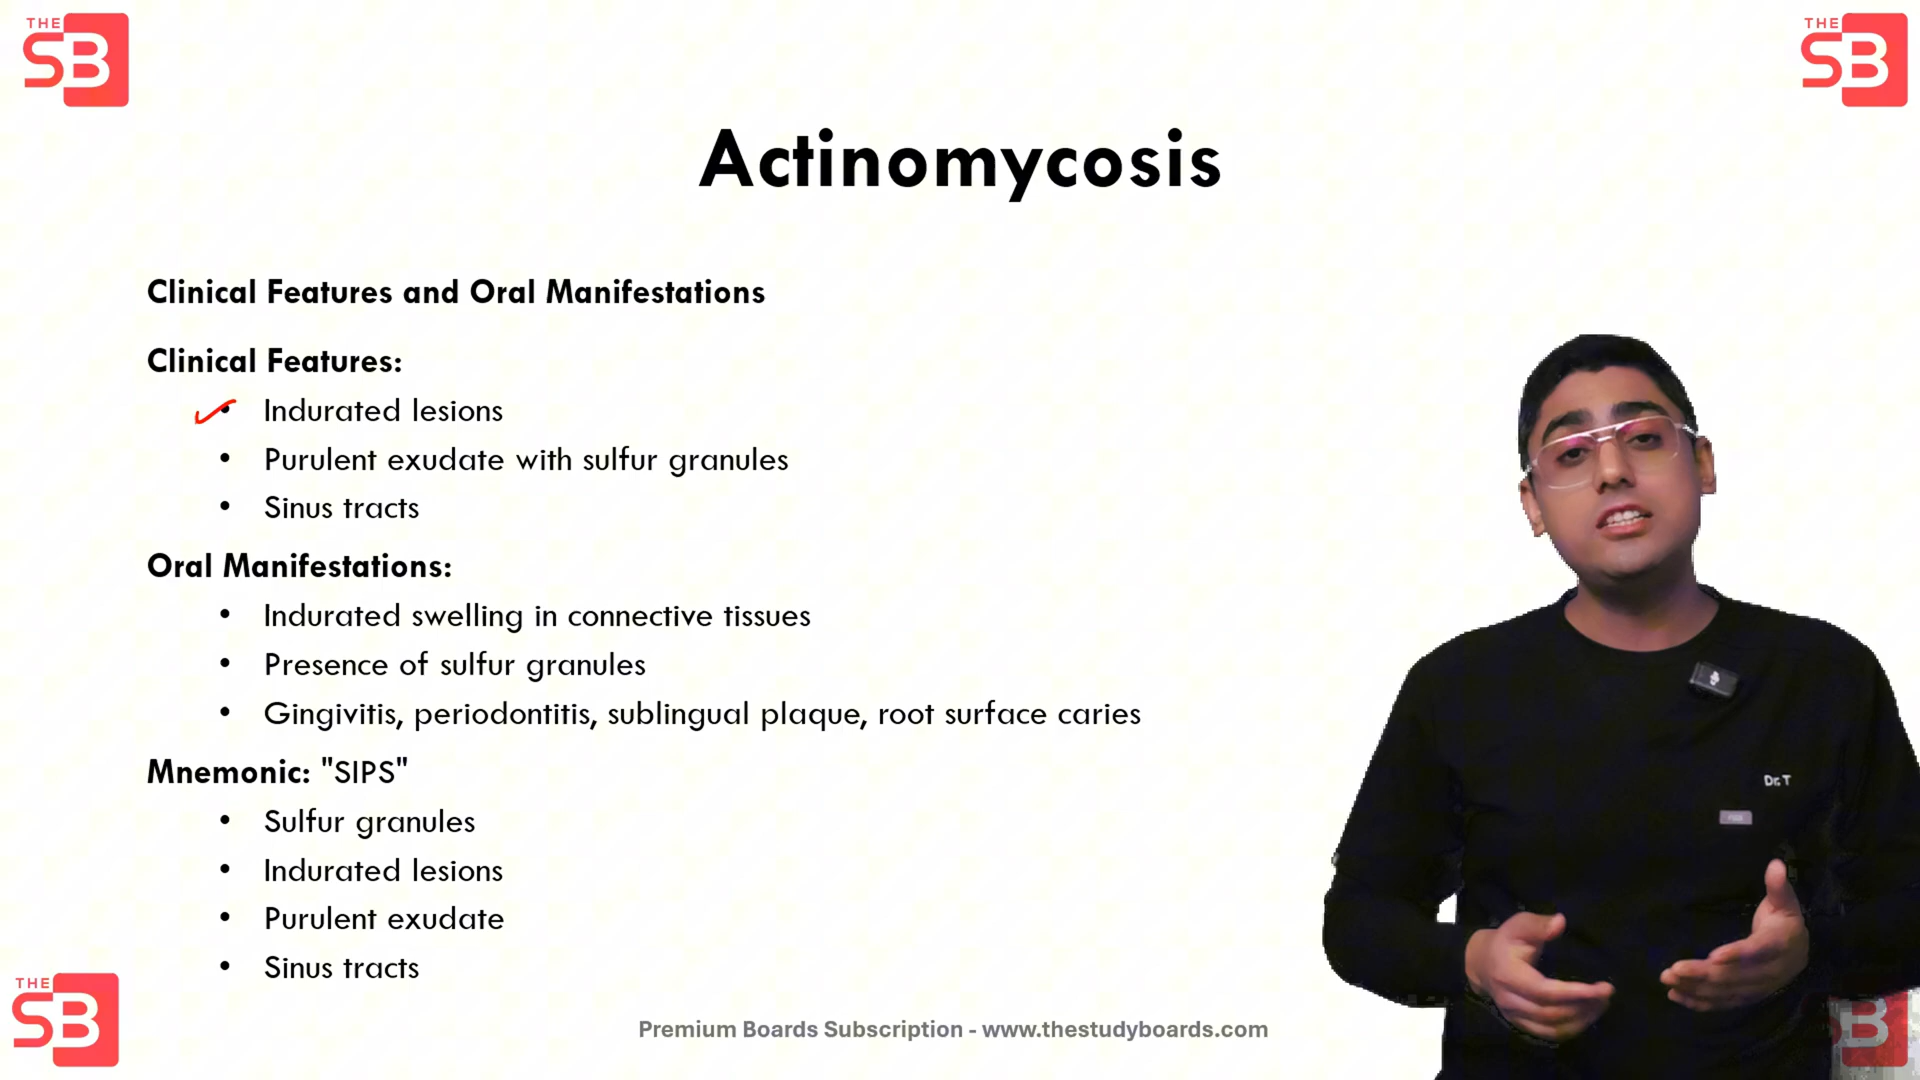 THE
SB
THE
SB
Actinomycosis
Clinical Features and Oral Manifestations
Clinical Features:
• Indurated lesions
• Purulent exudate with sulfur granules
• Sinus tracts
Oral Manifestations:
• Indurated swelling in connective tissues
• Presence of sulfur granules
• Gingivitis, periodontitis, sublingual plaque, root surface caries
Mnemonic: "SIPS"
• Sulfur granules
• Indurated lesions
• Purulent exudate
• Sinus tracts
Dr. T
THE
SB
Premium Boards Subscription - www.thestudyboards.com
B